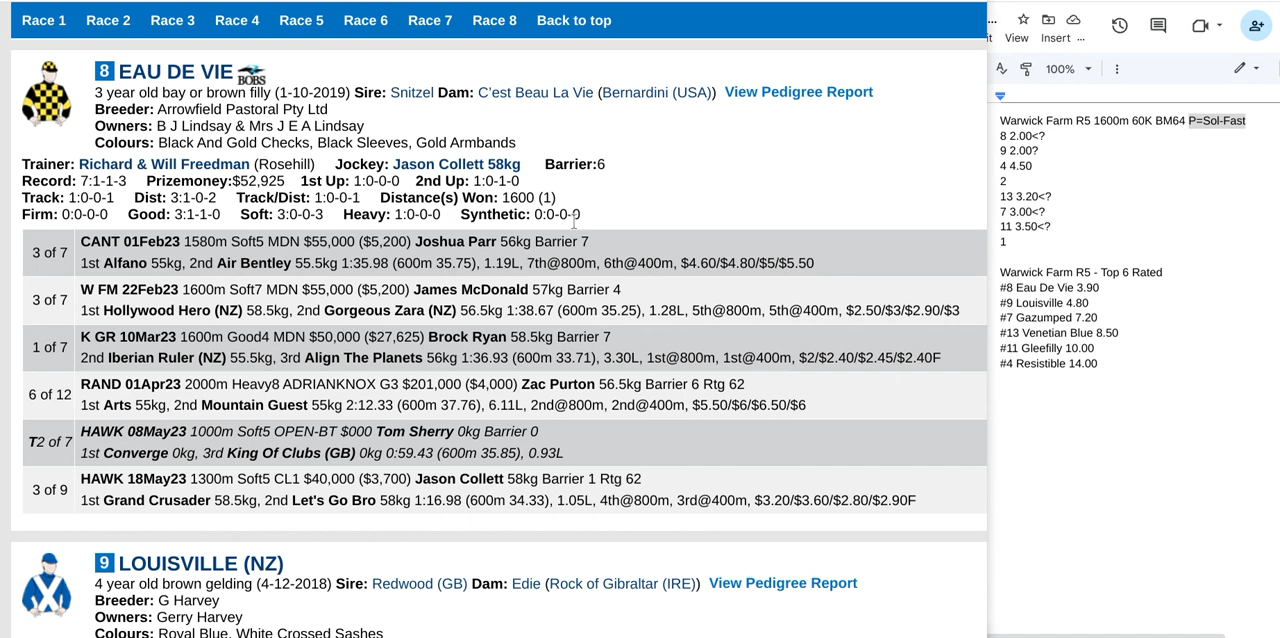 Race 1 Race 2 Race 3 Race 4 Race 5 Race 6 Race 7 Race 8 Back to top
8 EAU DE VIE BOBS
3 year old bay or brown filly (1-10-2019) Sire: Snitzel Dam: C'est Beau La Vie (Bernardini (USA)) View Pedigree Report
Breeder: Arrowfield Pastoral Pty Ltd
Owners: B J Lindsay & Mrs J E A Lindsay
Colours: Black And Gold Checks, Black Sleeves, Gold Armbands
Trainer: Richard & Will Freedman (Rosehill) Jockey: Jason Collett 58kg Barrier:6
Record: 7:1-1-3 Prizemoney:$52,925 1st Up: 1:0-0-0 2nd Up: 1:0-1-0
Track: 1:0-0-1 Dist: 3:1-0-2 Track/Dist: 1:0-0-1 Distance(s) Won: 1600 (1)
Firm: 0:0-0-0 Good: 3:1-1-0 Soft: 3:0-0-3 Heavy: 1:0-0-0 Synthetic: 0:0-0-0
3 of 7 CANT 01Feb23 1580m Soft5 MDN $55,000 ($5,200) Joshua Parr 56kg Barrier 7
1st Alfano 55kg, 2nd Air Bentley 55.5kg 1:35.98 (600m 35.75), 1.19L, 7th@800m, 6th@400m, $4.60/$4.80/$5/$5.50
3 of 7 W FM 22Feb23 1600m Soft7 MDN $55,000 ($5,200) James McDonald 57kg Barrier 4
1st Hollywood Hero (NZ) 58.5kg, 2nd Gorgeous Zara (NZ) 56.5kg 1:38.67 (600m 35.25), 1.28L, 5th@800m, 5th@400m, $2.50/$3/$2.90/$3
1 of 7 K GR 10Mar23 1600m Good4 MDN $50,000 ($27,625) Brock Ryan 58.5kg Barrier 7
2nd Iberian Ruler (NZ) 55.5kg, 3rd Align The Planets 56kg 1:36.93 (600m 33.71), 3.30L, 1st@800m, 1st@400m, $2/$2.40/$2.45/$2.40F
6 of 12 RAND 01Apr23 2000m Heavy8 ADRIANKNOX G3 $201,000 ($4,000) Zac Purton 56.5kg Barrier 6 Rtg 62
1st Arts 55kg, 2nd Mountain Guest 55kg 2:12.33 (600m 37.76), 6.11L, 2nd@800m, 2nd@400m, $5.50/$6/$6.50/$6
T2 of 7 HAWK 08May23 1000m Soft5 OPEN-BT $000 Tom Sherry 0kg Barrier 0
1st Converge 0kg, 3rd King Of Clubs (GB) 0kg 0:59.43 (600m 35.85), 0.93L
3 of 9 HAWK 18May23 1300m Soft5 CL1 $40,000 ($3,700) Jason Collett 58kg Barrier 1 Rtg 62
1st Grand Crusader 58.5kg, 2nd Let's Go Bro 58kg 1:16.98 (600m 34.33), 1.05L, 4th@800m, 3rd@400m, $3.20/$3.60/$2.80/$2.90F
9 LOUISVILLE (NZ)
4 year old brown gelding (4-12-2018) Sire: Redwood (GB) Dam: Edie (Rock of Gibraltar (IRE)) View Pedigree Report
Breeder: G Harvey
Owners: Gerry Harvey
Colours: Royal Blue, White Crossed Sashes
... it View Insert ...
100%
Warwick Farm R5 1600m 60K BM64 P=Sol-Fast
8 2.00<?
9 2.00?
4 4.50
2
13 3.20<?
7 3.00<?
11 3.50<?
1
Warwick Farm R5 - Top 6 Rated
#8 Eau De Vie 3.90
#9 Louisville 4.80
#7 Gazumped 7.20
#13 Venetian Blue 8.50
#11 Gleefilly 10.00
#4 Resistible 14.00